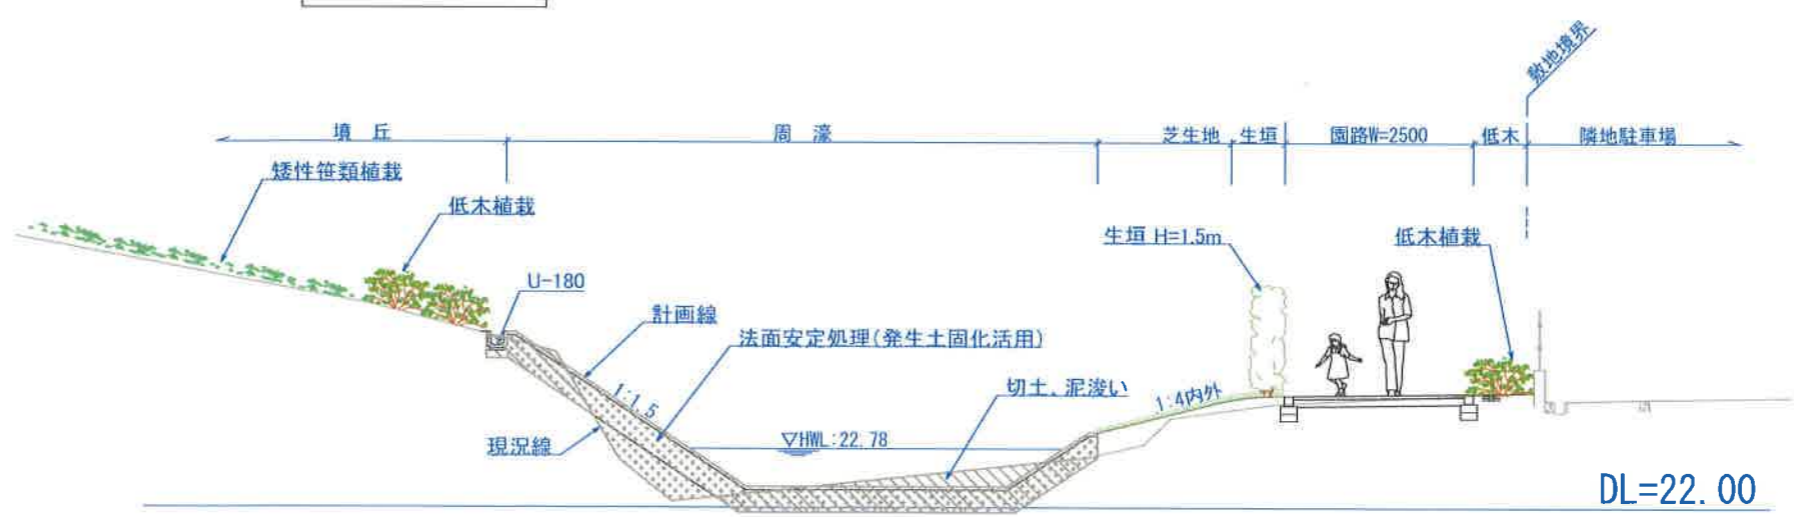 敷地境界
墳 丘
周 濠
芝生地
生垣
園路W=2500
低木
隣地駐車場
矮性笹類植栽
低木植栽
生垣 H=1.5m
低木植栽
U-180
計画線
法面安定処理(発生土固化活用)
切土、泥浚い
1:4内外
1:1.5
現況線
▽HWL:22.78
DL=22.00